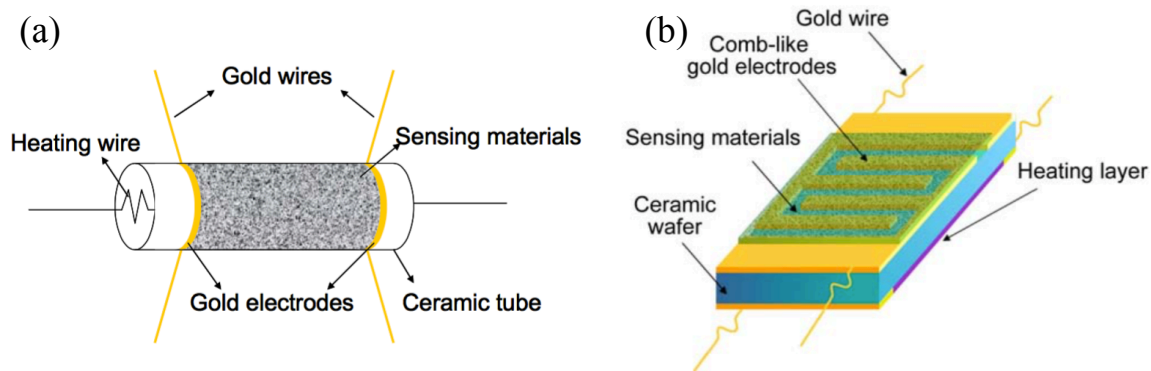 (a)
Gold wires
Heating wire
Sensing materials
Gold electrodes
Ceramic tube
(b)
Gold wire
Comb-like
gold electrodes
Sensing materials
Heating layer
Ceramic
wafer